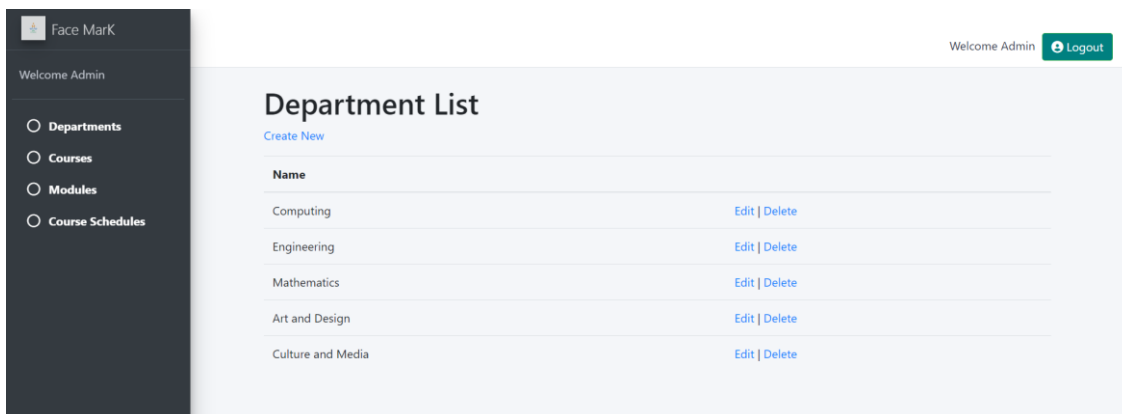 Face MarK
Welcome Admin
Departments
Courses
Modules
Course Schedules
Welcome Admin Logout
Department List
Create New
Name
Computing Edit | Delete
Engineering Edit | Delete
Mathematics Edit | Delete
Art and Design Edit | Delete
Culture and Media Edit | Delete